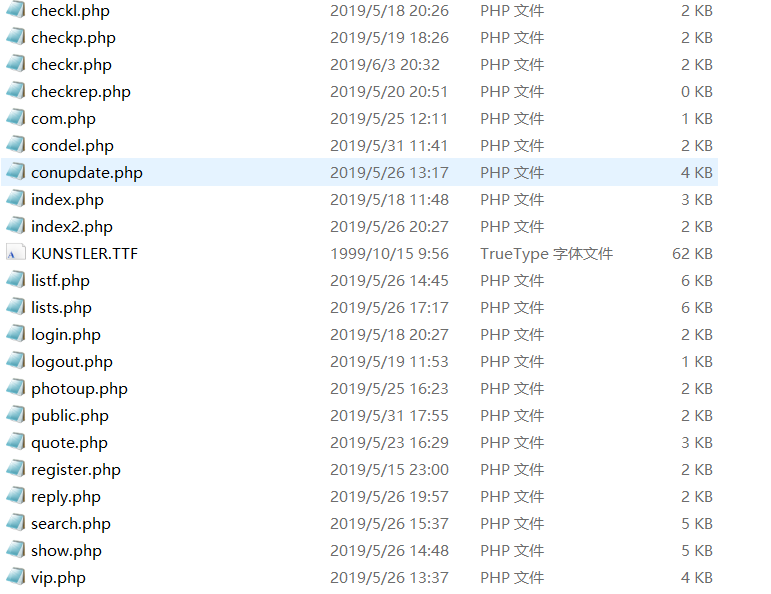 checkl.php 2019/5/18 20:26 PHP 文件 2 KB
checkp.php 2019/5/19 18:26 PHP 文件 2 KB
checkr.php 2019/6/3 20:32 PHP 文件 2 KB
checkrep.php 2019/5/20 20:51 PHP 文件 0 KB
com.php 2019/5/25 12:11 PHP 文件 1 KB
condel.php 2019/5/31 11:41 PHP 文件 2 KB
conupdate.php 2019/5/26 13:17 PHP 文件 4 KB
index.php 2019/5/18 11:48 PHP 文件 3 KB
index2.php 2019/5/26 20:27 PHP 文件 2 KB
KUNSTLER.TTF 1999/10/15 9:56 TrueType 字体文件 62 KB
listf.php 2019/5/26 14:45 PHP 文件 6 KB
lists.php 2019/5/26 17:17 PHP 文件 6 KB
login.php 2019/5/18 20:27 PHP 文件 2 KB
logout.php 2019/5/19 11:53 PHP 文件 1 KB
photoup.php 2019/5/25 16:23 PHP 文件 2 KB
public.php 2019/5/31 17:55 PHP 文件 2 KB
quote.php 2019/5/23 16:29 PHP 文件 3 KB
register.php 2019/5/15 23:00 PHP 文件 2 KB
reply.php 2019/5/26 19:57 PHP 文件 2 KB
search.php 2019/5/26 15:37 PHP 文件 5 KB
show.php 2019/5/26 14:48 PHP 文件 5 KB
vip.php 2019/5/26 13:37 PHP 文件 4 KB